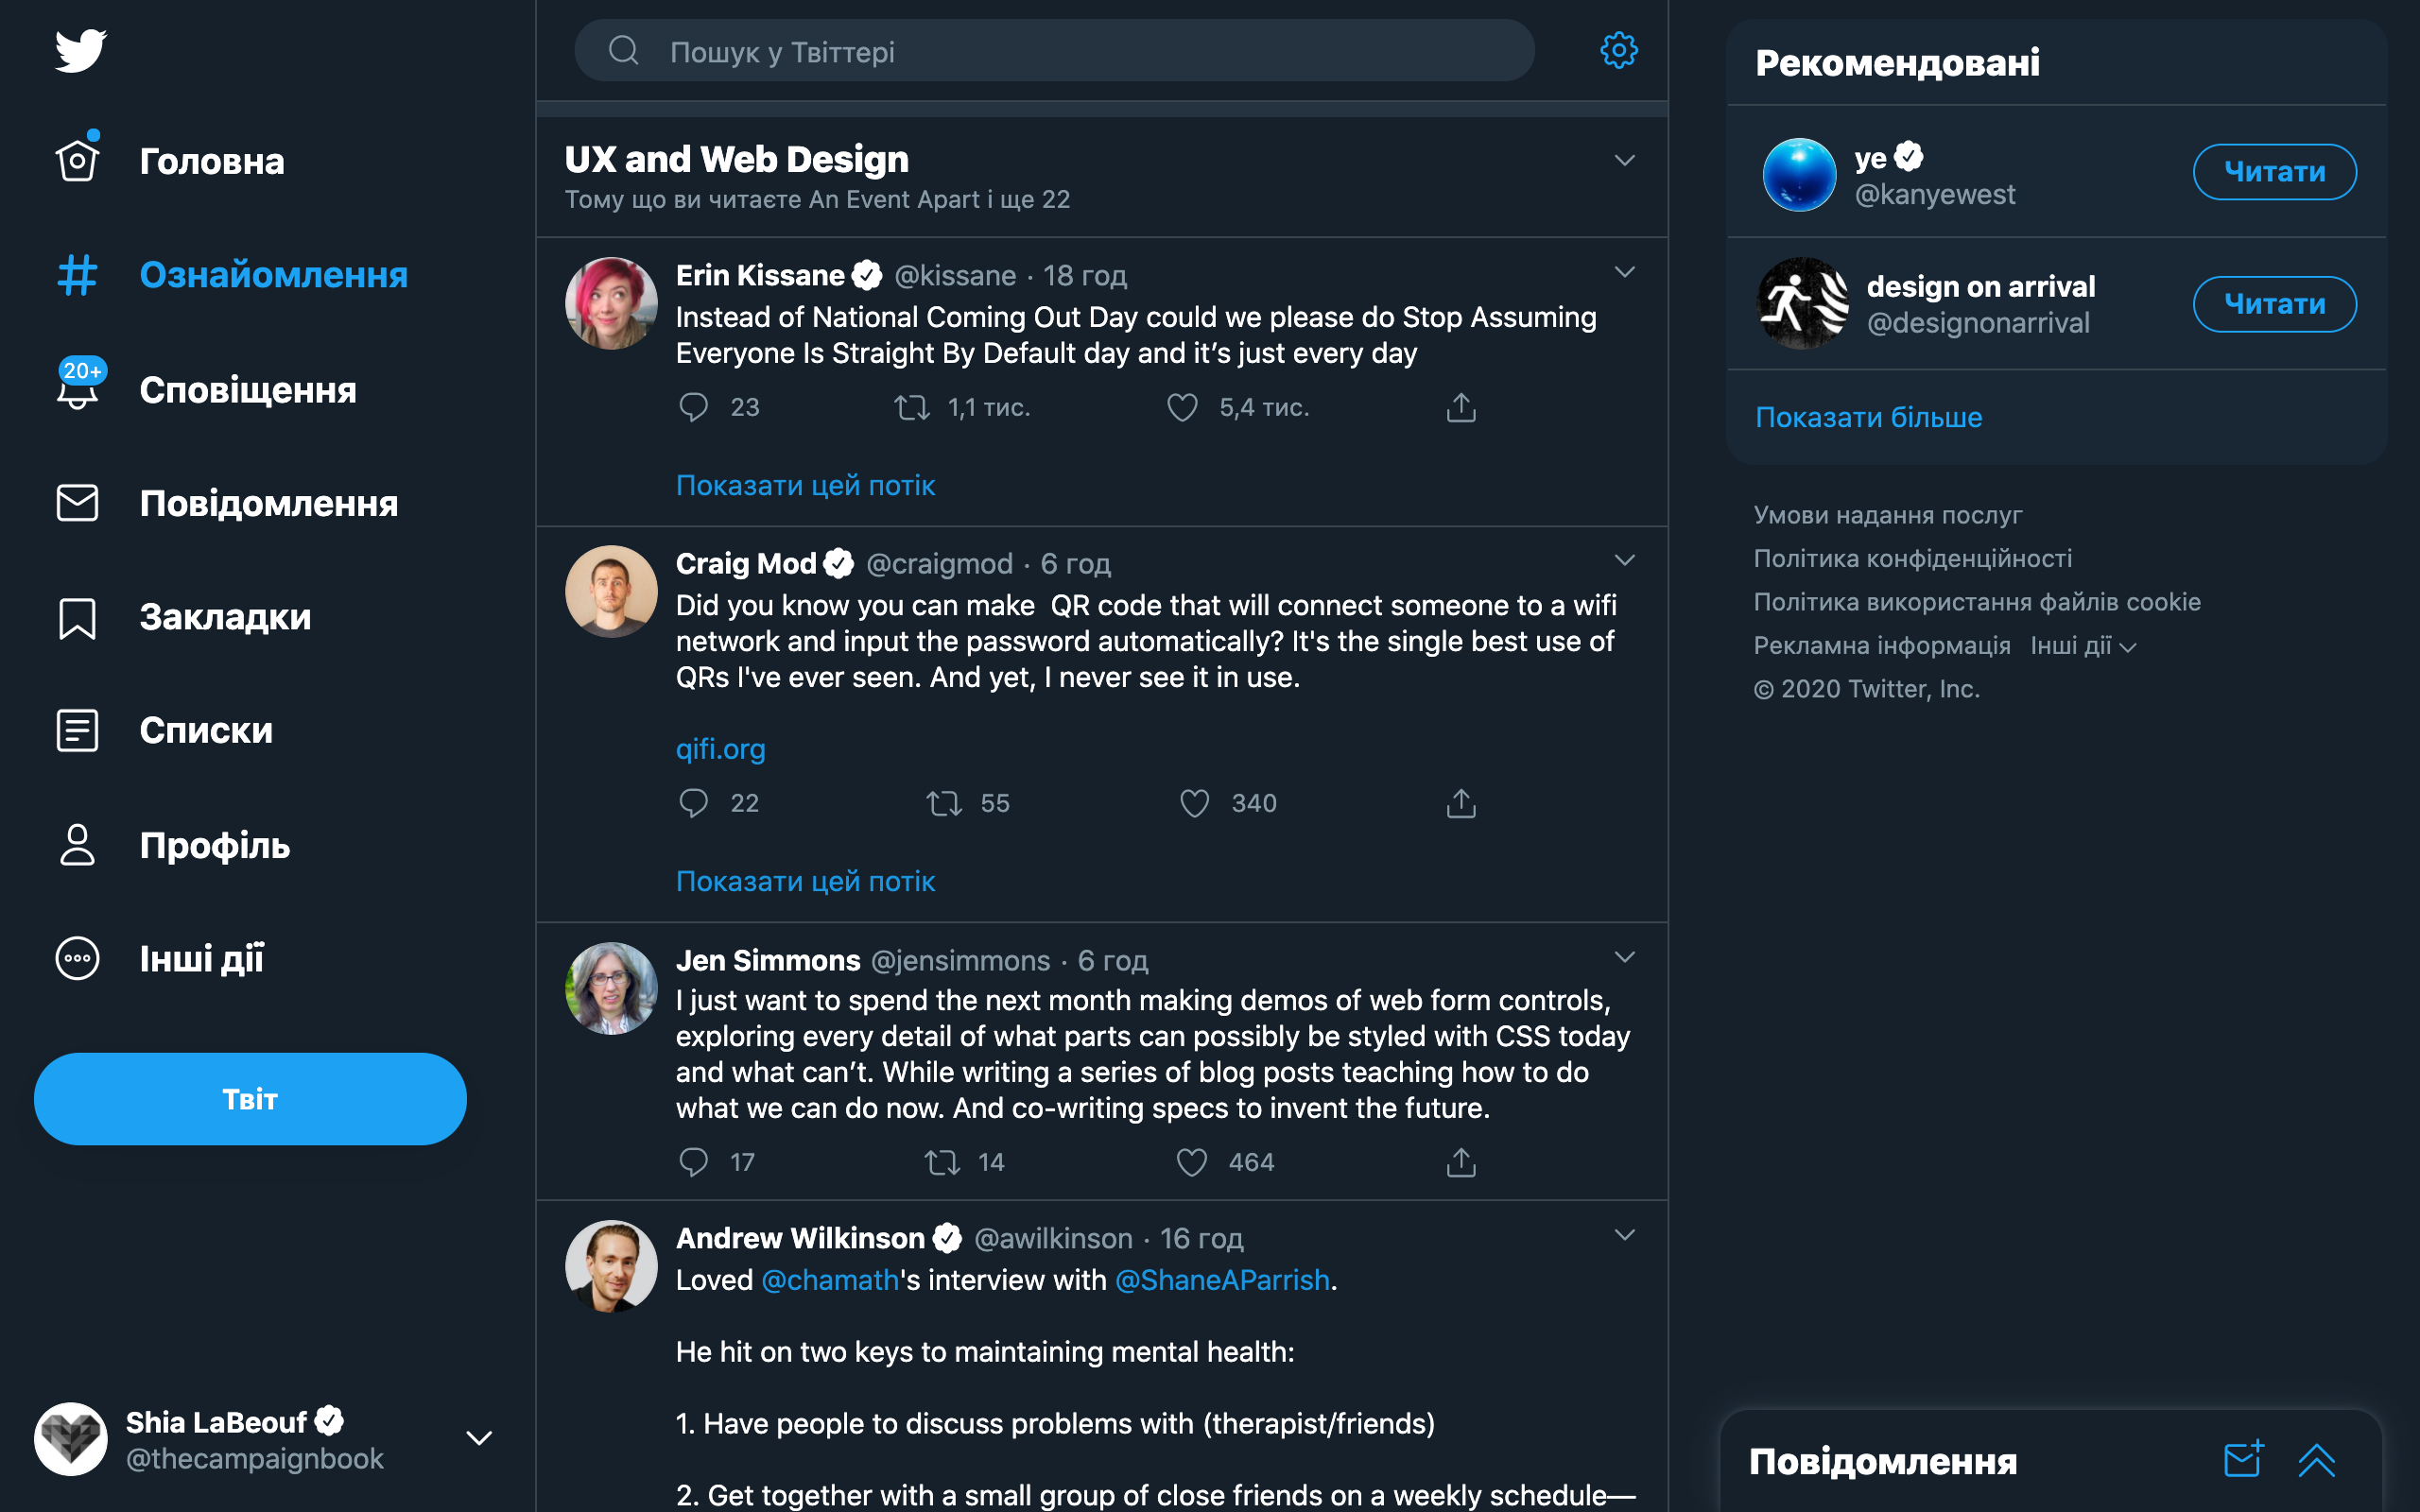 Головна
Ознайомлення
20+
Сповіщення
Повідомлення
Закладки
Списки
Профіль
Інші дії
Твіт
Shia LaBeouf
@thecampaignbook
Пошук у Твіттері
UX and Web Design
Тому що ви читаєте An Event Apart і ще 22
Erin Kissane @kissane · 18 год
Instead of National Coming Out Day could we please do Stop Assuming
Everyone Is Straight By Default day and it’s just every day
23 1,1 тис. 5,4 тис.
Показати цей потік
Craig Mod @craigmod · 6 год
Did you know you can make  QR code that will connect someone to a wifi
network and input the password automatically? It's the single best use of
QRs I've ever seen. And yet, I never see it in use.
qifi.org
22 55 340
Показати цей потік
Jen Simmons @jensimmons · 6 год
I just want to spend the next month making demos of web form controls,
exploring every detail of what parts can possibly be styled with CSS today
and what can’t. While writing a series of blog posts teaching how to do
what we can do now. And co-writing specs to invent the future.
17 14 464
Andrew Wilkinson @awilkinson · 16 год
Loved @chamath's interview with @ShaneAParrish.
He hit on two keys to maintaining mental health:
1. Have people to discuss problems with (therapist/friends)
2. Get together with a small group of close friends on a weekly schedule—
Рекомендовані
ye
@kanyewest
Читати
design on arrival
@designonarrival
Читати
Показати більше
Умови надання послуг
Політика конфіденційності
Політика використання файлів cookie
Рекламна інформація Інші дії
© 2020 Twitter, Inc.
Повідомлення